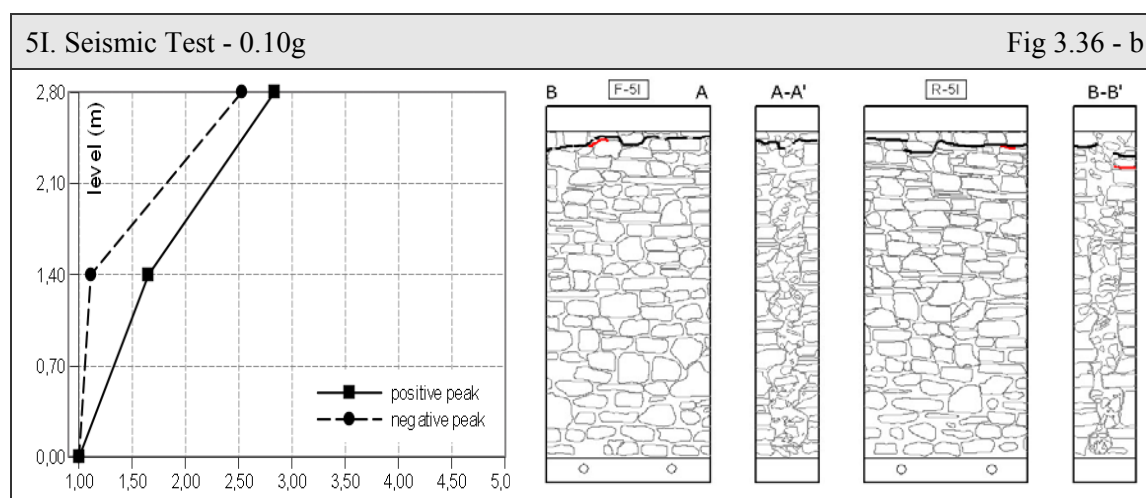 5I. Seismic Test - 0.10g Fig 3.36 - b
2,80
2,10
1,40
0,70
0,00
level (m)
positive peak
negative peak
1,00 1,50 2,00 2,50 3,00 3,50 4,00 4,50 5,0
B F-5I A A-A' R-5I B-B'